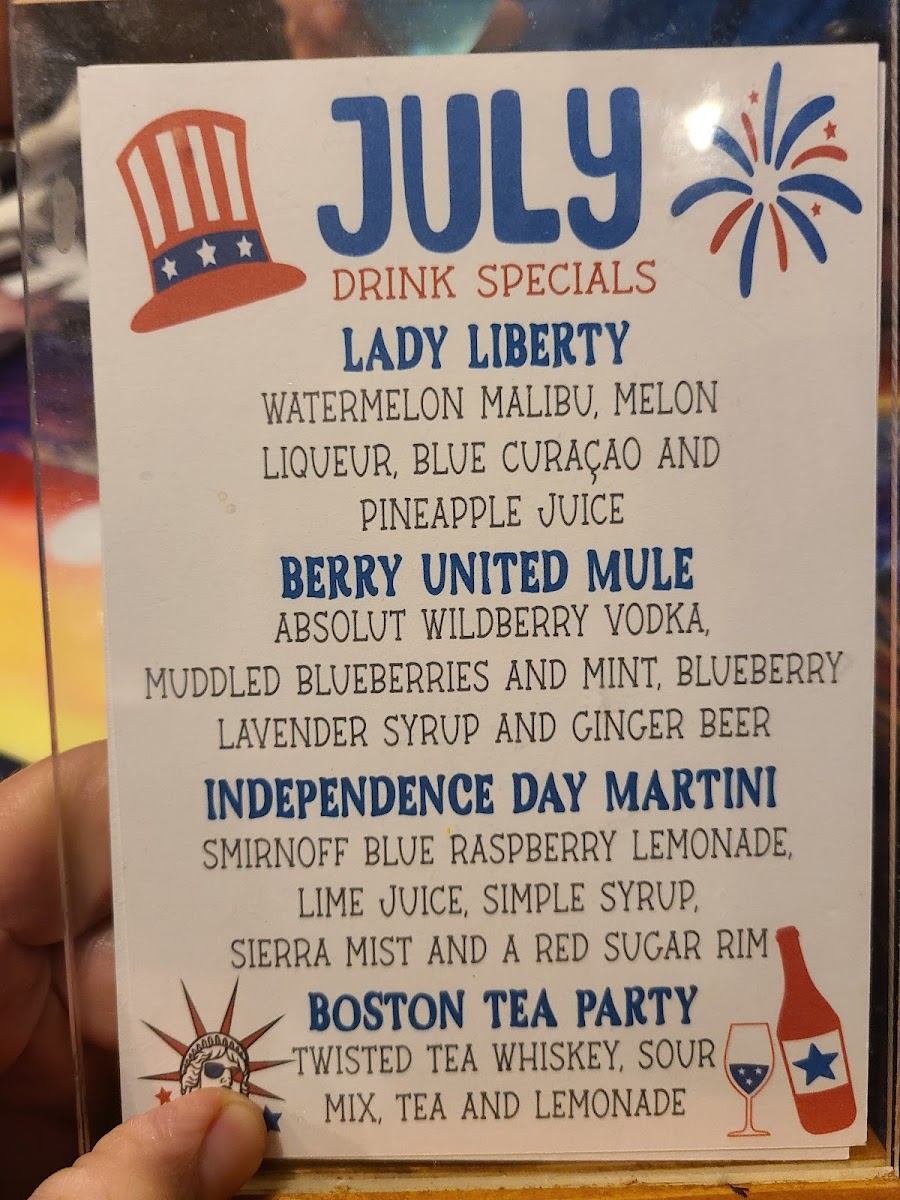 JULY
DRINK SPECIALS
LADY LIBERTY
WATERMELON MALIBU, MELON
LIQUEUR, BLUE CURAÇAO AND
PINEAPPLE JUICE
BERRY UNITED MULE
ABSOLUT WILDBERRY VODKA,
MUDDLED BLUEBERRIES AND MINT, BLUEBERRY
LAVENDER SYRUP AND GINGER BEER
INDEPENDENCE DAY MARTINI
SMIRNOFF BLUE RASPBERRY LEMONADE,
LIME JUICE, SIMPLE SYRUP,
SIERRA MIST AND A RED SUGAR RIM
BOSTON TEA PARTY
TWISTED TEA WHISKEY, SOUR
MIX, TEA AND LEMONADE